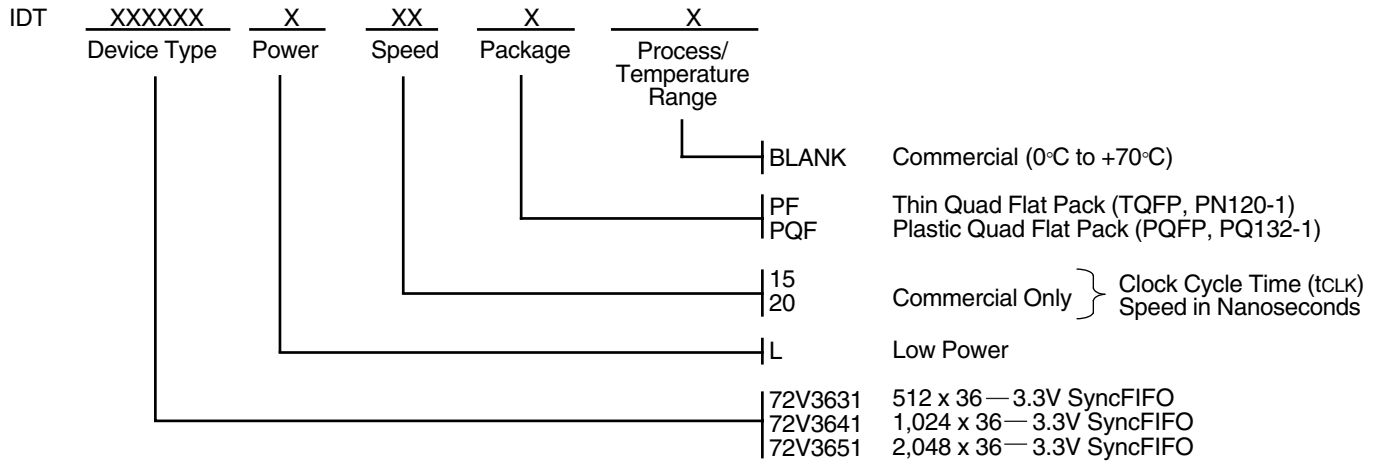 IDT XXXXXX X XX X X
Device Type Power Speed Package Process/
Temperature
Range
BLANK Commercial (0°C to +70°C)
PF Thin Quad Flat Pack (TQFP, PN120-1)
PQF Plastic Quad Flat Pack (PQFP, PQ132-1)
15
20
Commercial Only
Clock Cycle Time (tCLK)
Speed in Nanoseconds
L Low Power
72V3631 512 x 36 — 3.3V SyncFIFO
72V3641 1,024 x 36 — 3.3V SyncFIFO
72V3651 2,048 x 36 — 3.3V SyncFIFO